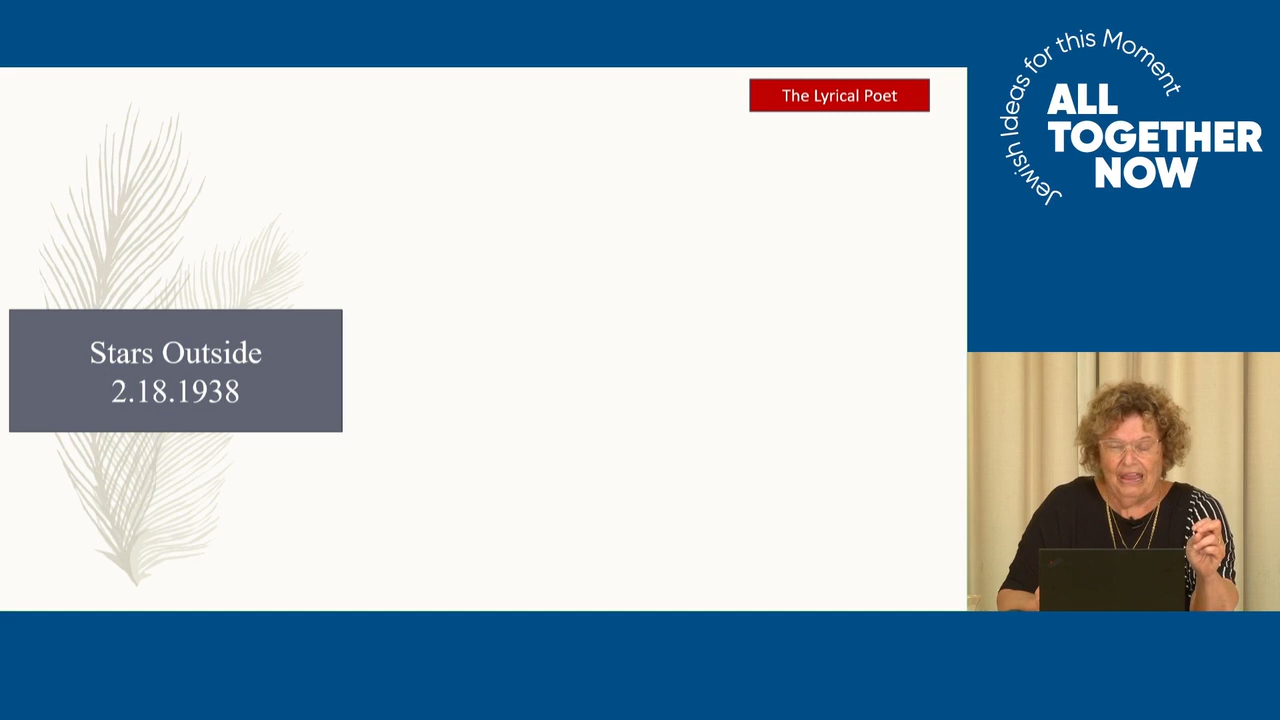 The Lyrical Poet
Stars Outside
2.18.1938
Jewish Ideas for this Moment
ALL
TOGETHER
NOW